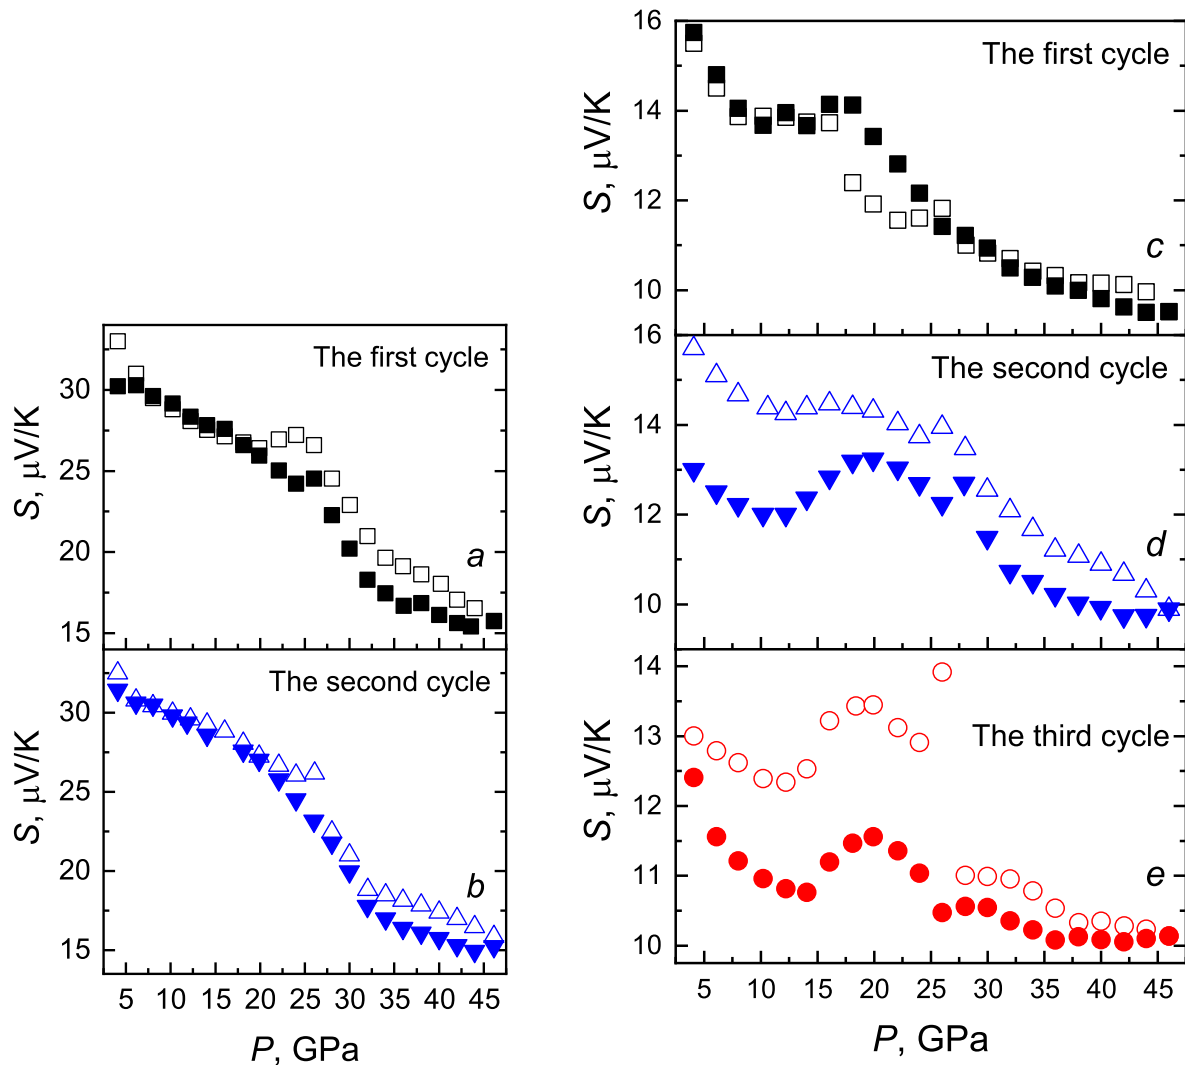 The first cycle
30
25
20
15
S, μV/K
a
The second cycle
30
25
20
15
S, μV/K
b
5 10 15 20 25 30 35 40 45
P, GPa
16
14
12
10
S, μV/K
The first cycle
c
16
14
12
10
S, μV/K
The second cycle
d
14
13
12
11
10
S, μV/K
The third cycle
e
5 10 15 20 25 30 35 40 45
P, GPa